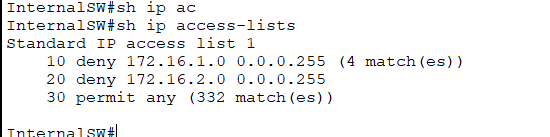 InternalSW#sh ip ac
InternalSW#sh ip access-lists
Standard IP access list 1
    10 deny 172.16.1.0 0.0.0.255 (4 match(es))
    20 deny 172.16.2.0 0.0.0.255
    30 permit any (332 match(es))

InternalSW#